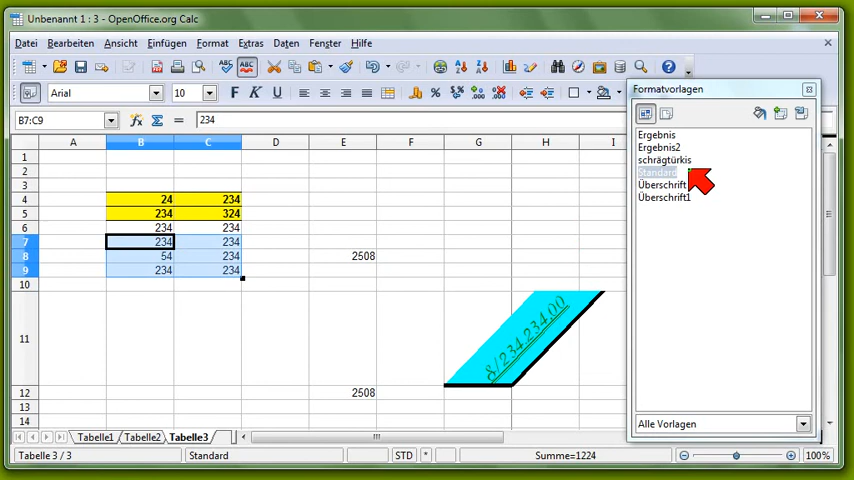 Unbenannt 1 : 3 - OpenOffice.org Calc
Datei Bearbeiten Ansicht Einfügen Format Extras Daten Fenster Hilfe
Arial 10 F K U
B7:C9 234
A B C D E F G H I
1
2
3
4 24 234
5 234 324
6 234 234
7 234 234
8 54 234 2508
9 234 234
10
11 8/234.234,00
12 2508
13
14
Tabelle1 Tabelle2 Tabelle3
Tabelle 3 / 3 Standard STD * Summe=1224 100%
Formatvorlagen
Ergebnis
Ergebnis2
schrägtürkis
Standard
Überschrift
Überschrift1
Alle Vorlagen